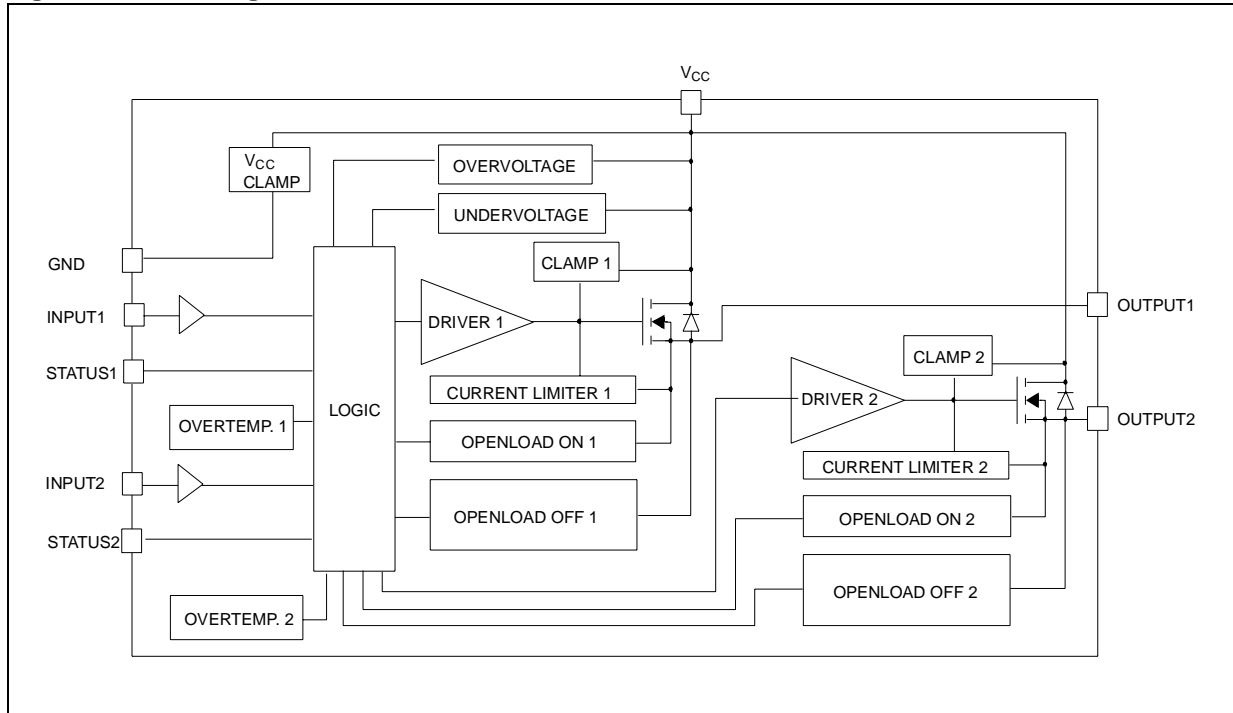 VCC
VCC
CLAMP
OVERVOLTAGE
UNDERVOLTAGE
GND
CLAMP 1
INPUT1
DRIVER 1
OUTPUT1
STATUS1
CURRENT LIMITER 1
LOGIC
CLAMP 2
DRIVER 2
OUTPUT2
OVERTEMP. 1
OPENLOAD ON 1
CURRENT LIMITER 2
INPUT2
OPENLOAD OFF 1
OPENLOAD ON 2
STATUS2
OPENLOAD OFF 2
OVERTEMP. 2